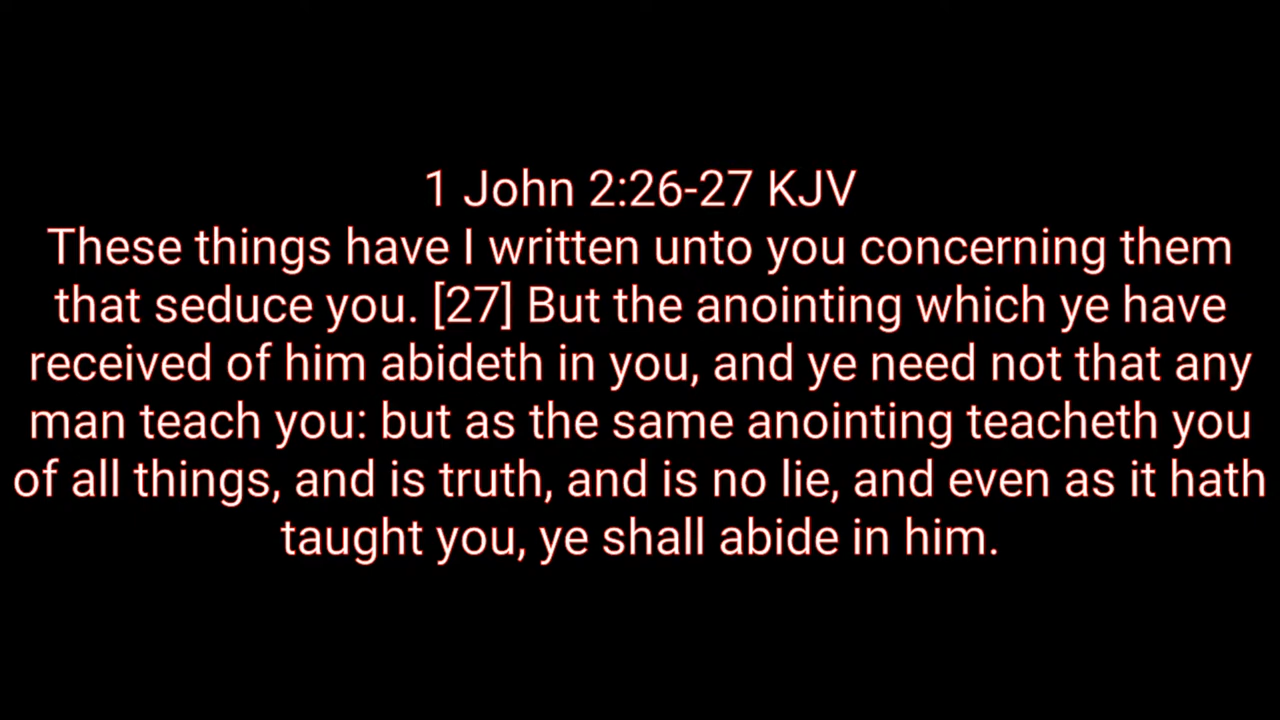 1 John 2:26-27 KJV
These things have I written unto you concerning them
that seduce you. [27] But the anointing which ye have
received of him abideth in you, and ye need not that any
man teach you: but as the same anointing teacheth you
of all things, and is truth, and is no lie, and even as it hath
taught you, ye shall abide in him.